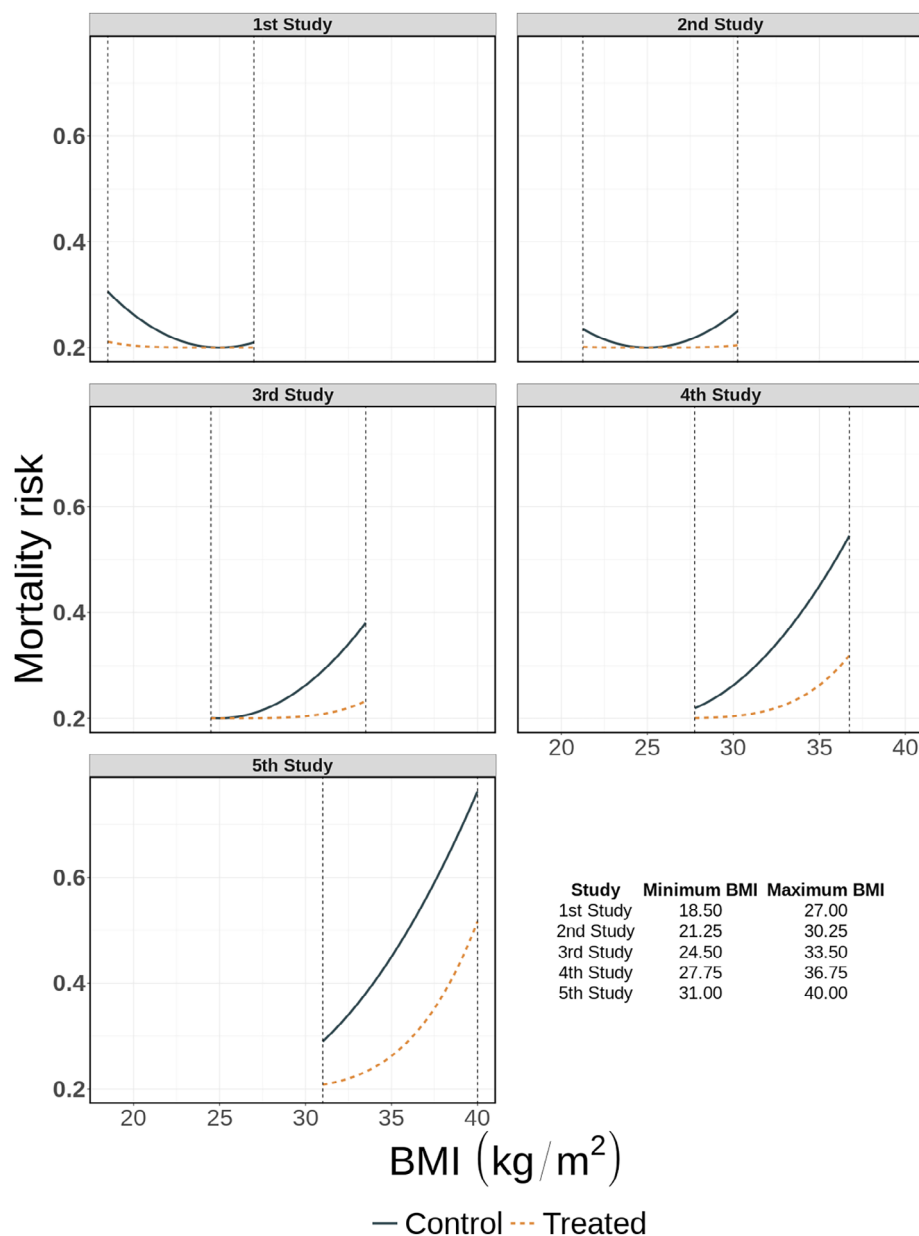 1st Study
2nd Study
0.6
0.4
0.2
3rd Study
4th Study
0.6
0.4
0.2
20 25 30 35 40
5th Study
0.6
0.4
0.2
20 25 30 35 40
Study Minimum BMI Maximum BMI
1st Study 18.50 27.00
2nd Study 21.25 30.25
3rd Study 24.50 33.50
4th Study 27.75 36.75
5th Study 31.00 40.00
Mortality risk
BMI (kg/m²)
Control Treated